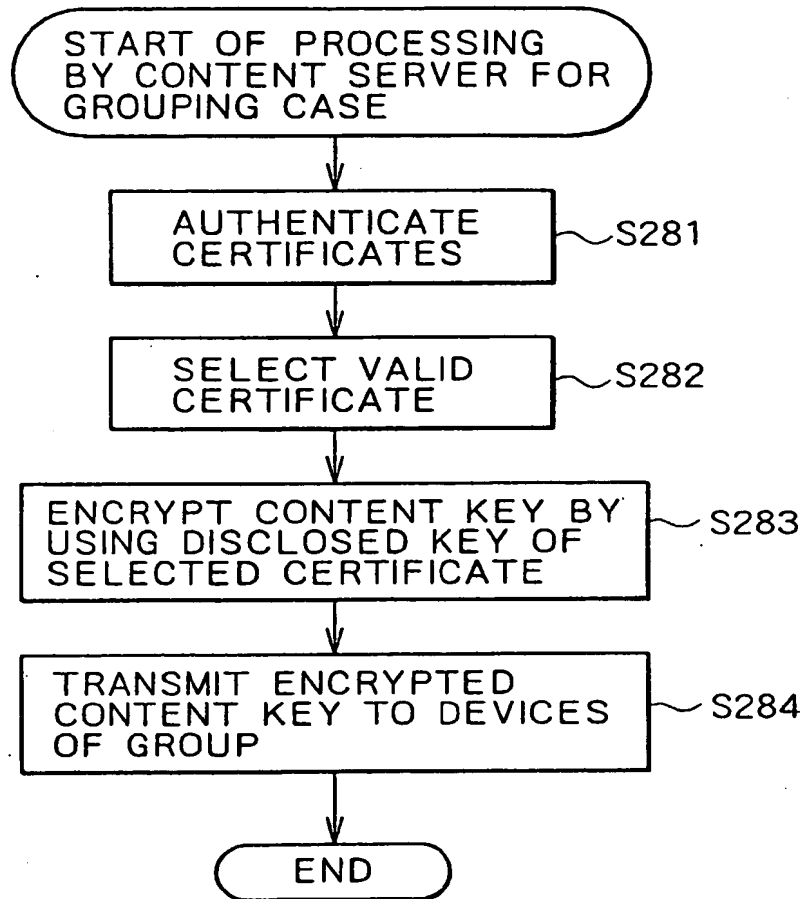 START OF PROCESSING
BY CONTENT SERVER FOR
GROUPING CASE
AUTHENTICATE
CERTIFICATES
S281
SELECT VALID
CERTIFICATE
S282
ENCRYPT CONTENT KEY BY
USING DISCLOSED KEY OF
SELECTED CERTIFICATE
S283
TRANSMIT ENCRYPTED
CONTENT KEY TO DEVICES
OF GROUP
S284
END